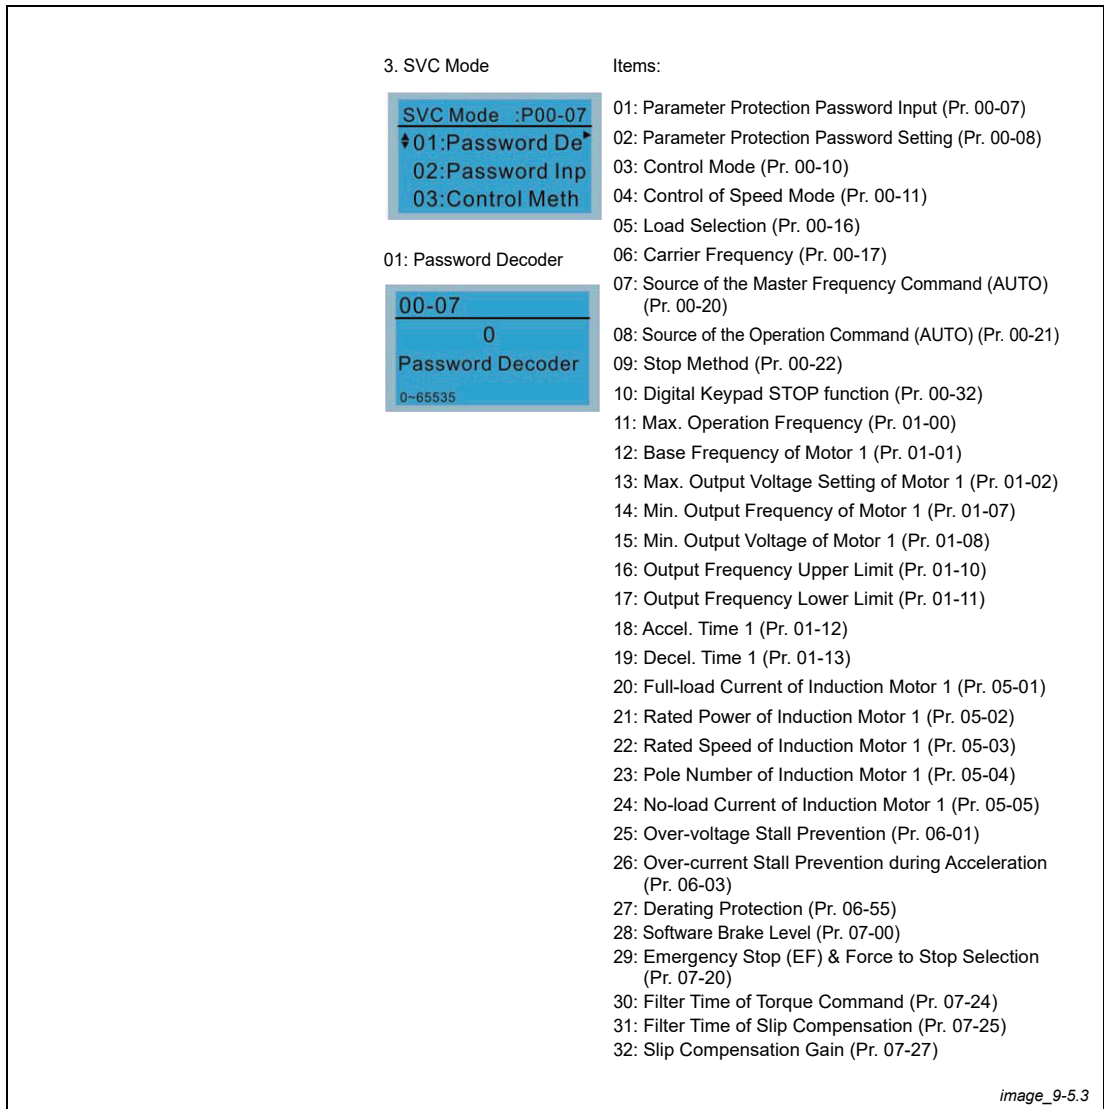 3. SVC Mode
SVC Mode :P00-07
01:Password De
02:Password Inp
03:Control Meth
01: Password Decoder
00-07
0
Password Decoder
0~65535
Items:
01: Parameter Protection Password Input (Pr. 00-07)
02: Parameter Protection Password Setting (Pr. 00-08)
03: Control Mode (Pr. 00-10)
04: Control of Speed Mode (Pr. 00-11)
05: Load Selection (Pr. 00-16)
06: Carrier Frequency (Pr. 00-17)
07: Source of the Master Frequency Command (AUTO)
(Pr. 00-20)
08: Source of the Operation Command (AUTO) (Pr. 00-21)
09: Stop Method (Pr. 00-22)
10: Digital Keypad STOP function (Pr. 00-32)
11: Max. Operation Frequency (Pr. 01-00)
12: Base Frequency of Motor 1 (Pr. 01-01)
13: Max. Output Voltage Setting of Motor 1 (Pr. 01-02)
14: Min. Output Frequency of Motor 1 (Pr. 01-07)
15: Min. Output Voltage of Motor 1 (Pr. 01-08)
16: Output Frequency Upper Limit (Pr. 01-10)
17: Output Frequency Lower Limit (Pr. 01-11)
18: Accel. Time 1 (Pr. 01-12)
19: Decel. Time 1 (Pr. 01-13)
20: Full-load Current of Induction Motor 1 (Pr. 05-01)
21: Rated Power of Induction Motor 1 (Pr. 05-02)
22: Rated Speed of Induction Motor 1 (Pr. 05-03)
23: Pole Number of Induction Motor 1 (Pr. 05-04)
24: No-load Current of Induction Motor 1 (Pr. 05-05)
25: Over-voltage Stall Prevention (Pr. 06-01)
26: Over-current Stall Prevention during Acceleration
(Pr. 06-03)
27: Derating Protection (Pr. 06-55)
28: Software Brake Level (Pr. 07-00)
29: Emergency Stop (EF) & Force to Stop Selection
(Pr. 07-20)
30: Filter Time of Torque Command (Pr. 07-24)
31: Filter Time of Slip Compensation (Pr. 07-25)
32: Slip Compensation Gain (Pr. 07-27)
image_9-5.3